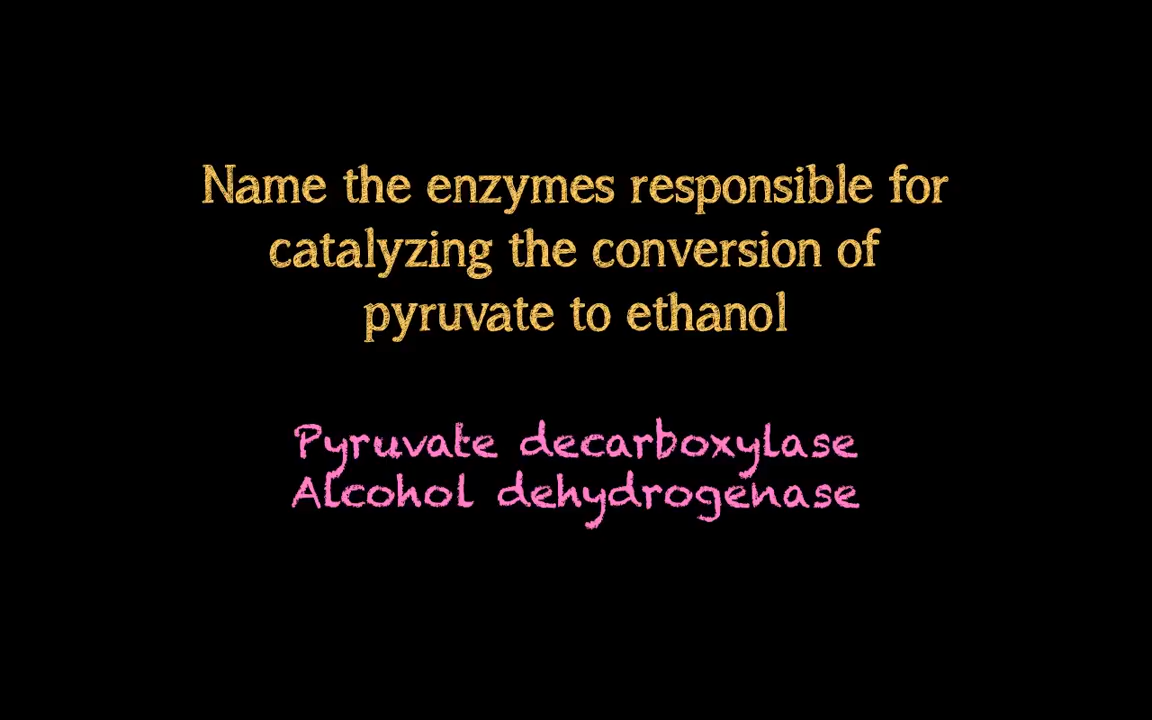 Name the enzymes responsible for
catalyzing the conversion of
pyruvate to ethanol
Pyruvate decarboxylase
Alcohol dehydrogenase